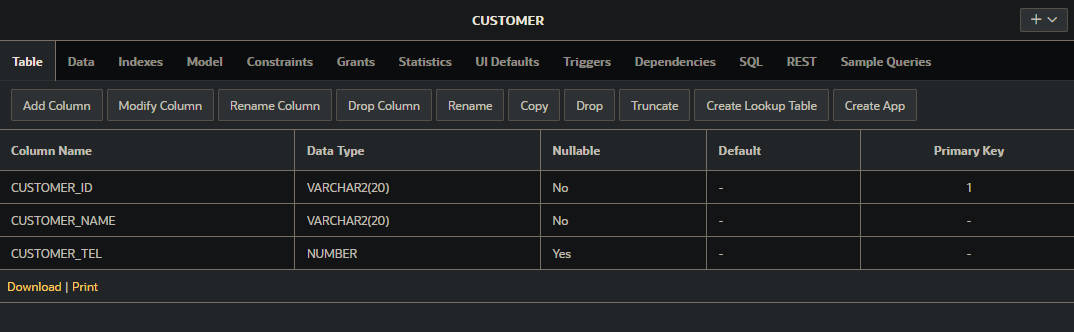 CUSTOMER
Table Data Indexes Model Constraints Grants Statistics UI Defaults Triggers Dependencies SQL REST Sample Queries
Add Column Modify Column Rename Column Drop Column Rename Copy Drop Truncate Create Lookup Table Create App
Column Name Data Type Nullable Default Primary Key
CUSTOMER_ID VARCHAR2(20) No - 1
CUSTOMER_NAME VARCHAR2(20) No - -
CUSTOMER_TEL NUMBER Yes - -
Download | Print